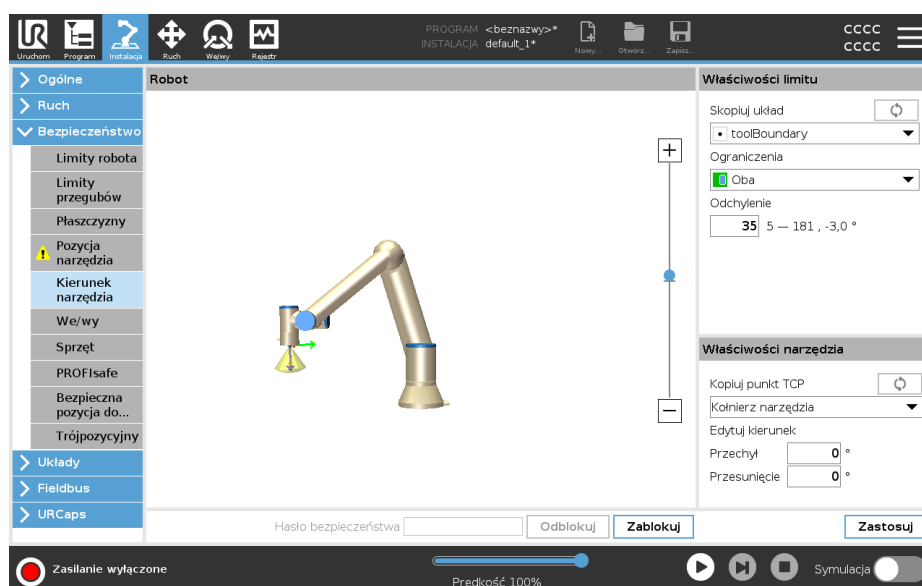 UR
PROGRAM <beznazwy>*
INSTALACJA default_1*
cccc
cccc
Uruchom Program Instalacja Ruch We/wy Rejestr Nowy... Otwórz... Zapisz...
Ogólne
Ruch
Bezpieczeństwo
Limity robota
Limity
przegubów
Płaszczyzny
Pozycja
narzędzia
Kierunek
narzędzia
We/wy
Sprzęt
PROFIsafe
Bezpieczna
pozycja do...
Trójpozycyjny
Układy
Fieldbus
URCaps
Robot
+
−
Właściwości limitu
Skopiuj układ
toolBoundary
Ograniczenia
Oba
Odchylenie
35 5 — 181 , -3,0 °
Właściwości narzędzia
Kopiuj punkt TCP
Kołnierz narzędzia
Edytuj kierunek
Przechył 0 °
Przesunięcie 0 °
Hasło bezpieczeństwa Odblokuj Zablokuj Zastosuj
Zasilanie wyłączone
Predkość 100%
Symulacja